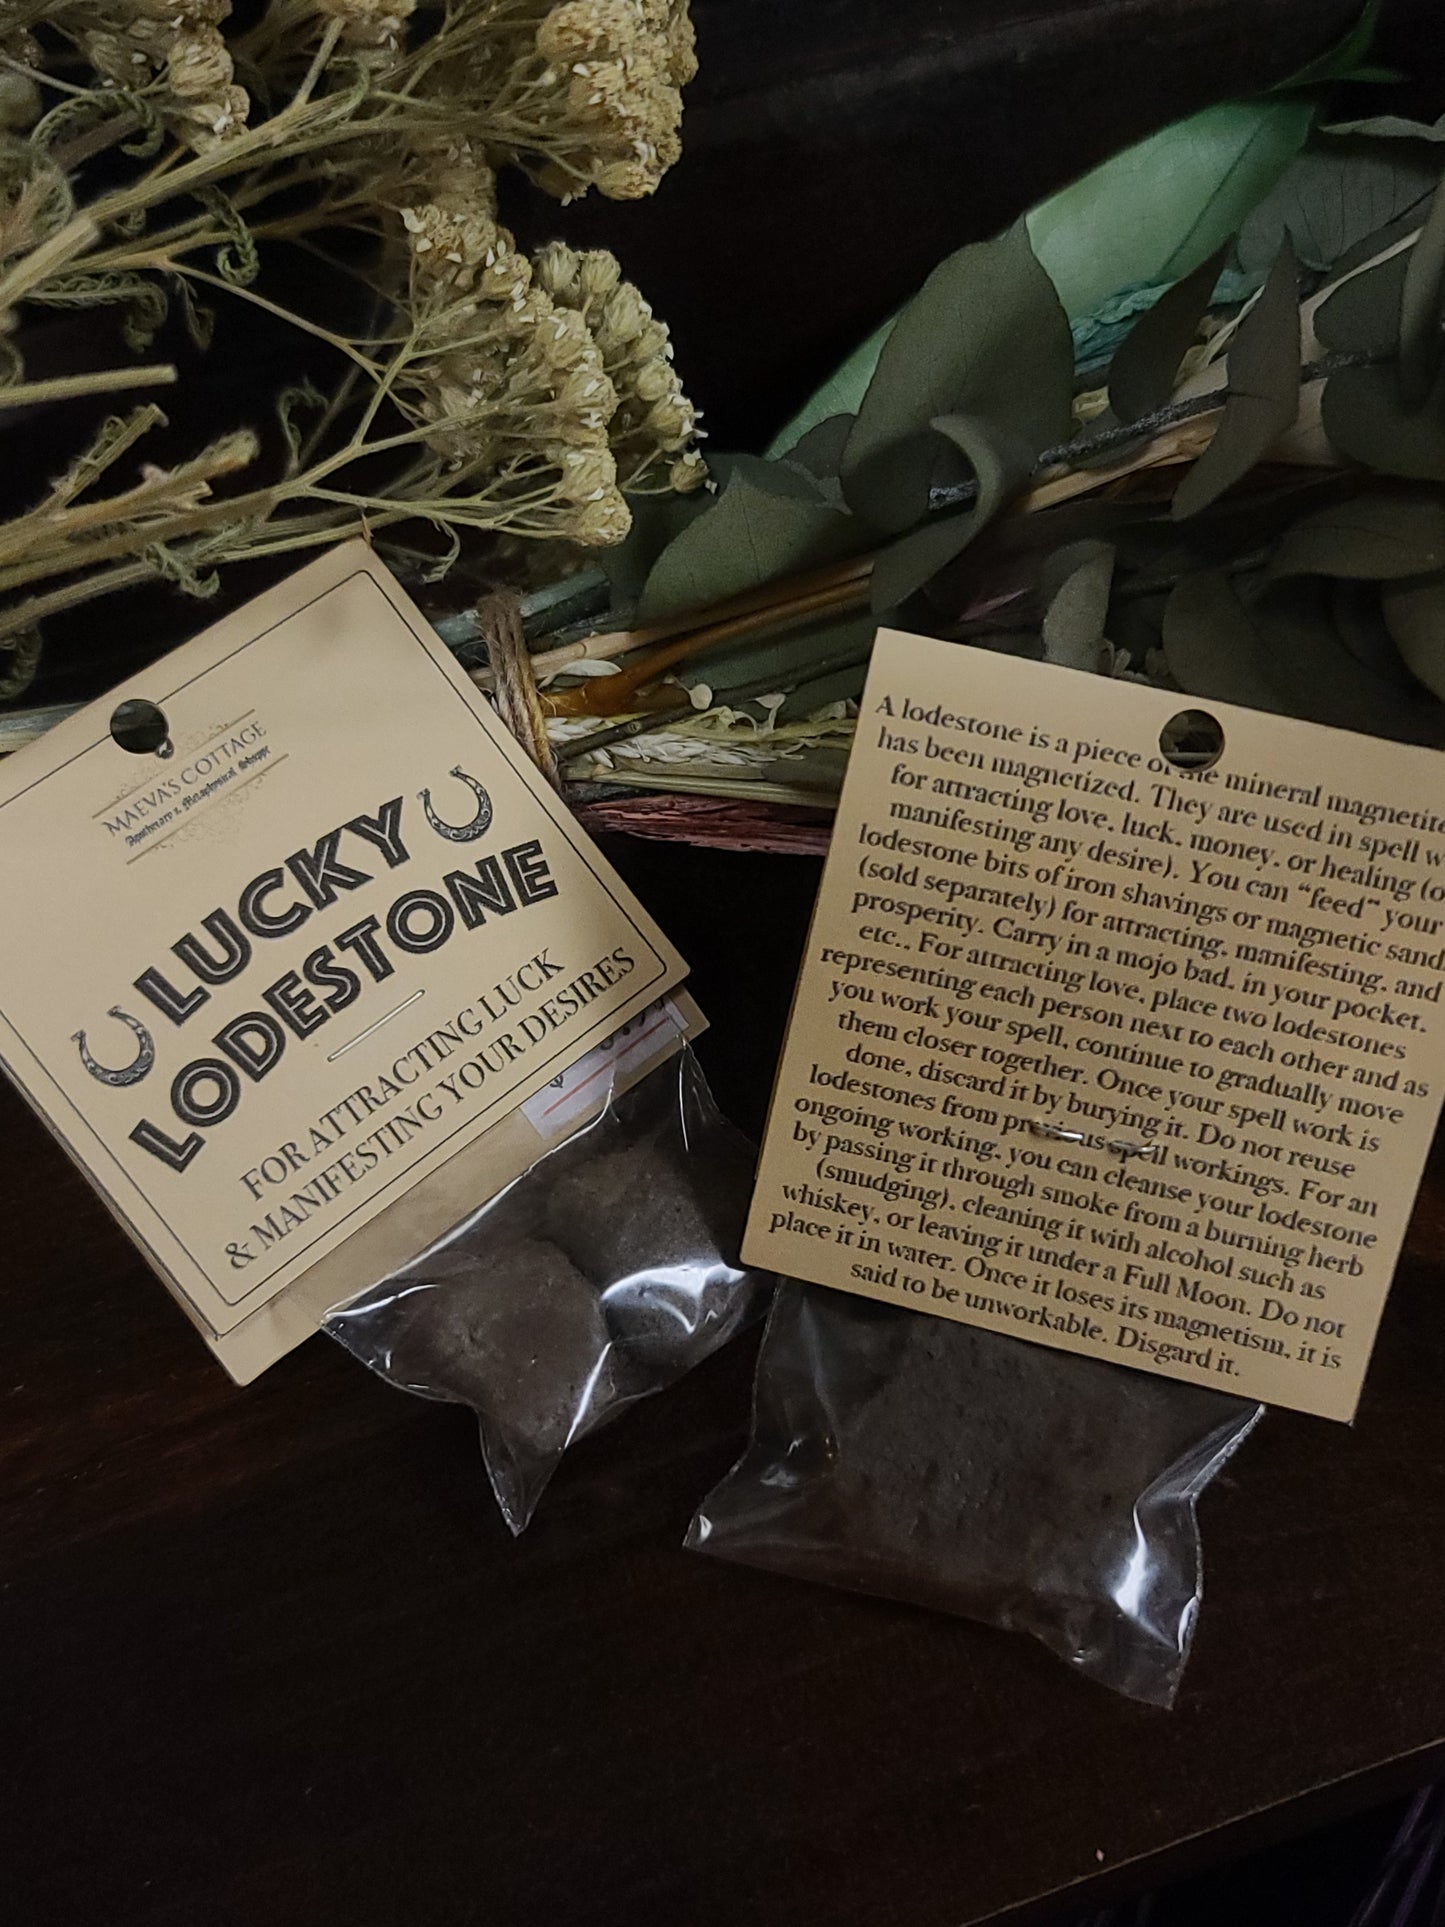 MAEVA'S COTTAGE
Apothecary & Metaphysical Shoppe
LUCKY
LODESTONE
FOR ATTRACTING LUCK
& MANIFESTING YOUR DESIRES
A lodestone is a piece of the mineral magnetite
has been magnetized. They are used in spell w
for attracting love, luck, money, or healing (o
manifesting any desire). You can "feed" your
lodestone bits of iron shavings or magnetic sand
(sold separately) for attracting, manifesting, and
prosperity. Carry in a mojo bad, in your pocket,
etc.. For attracting love, place two lodestones
representing each person next to each other and as
you work your spell, continue to gradually move
them closer together. Once your spell work is
done, discard it by burying it. Do not reuse
lodestones from previous spell workings. For an
ongoing working, you can cleanse your lodestone
by passing it through smoke from a burning herb
(smudging), cleaning it with alcohol such as
whiskey, or leaving it under a Full Moon. Do not
place it in water. Once it loses its magnetism, it is
said to be unworkable. Disgard it.